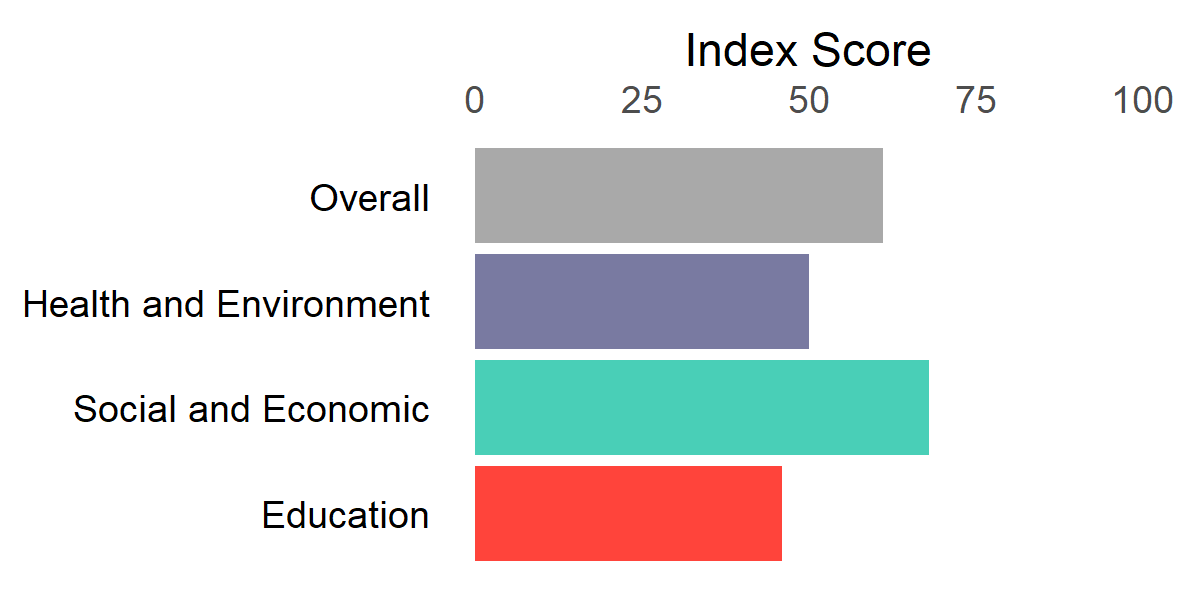 Index Score
0 25 50 75 100
Overall
Health and Environment
Social and Economic
Education